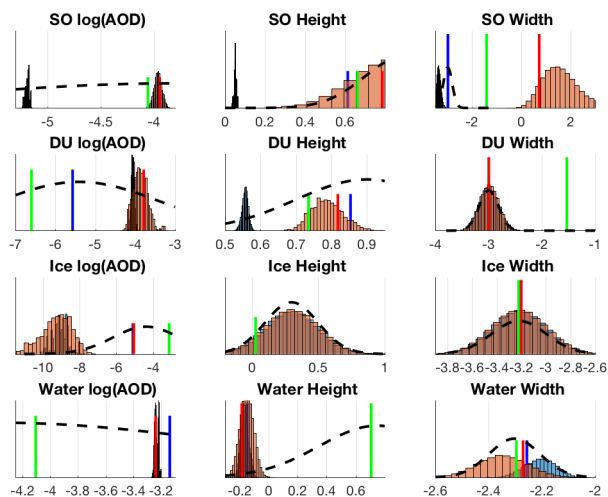 SO log(AOD) SO Height SO Width
-5 -4.5 -4 0 0.2 0.4 0.6 -2 0 2
DU log(AOD) DU Height DU Width
-7 -6 -5 -4 -3 0.5 0.6 0.7 0.8 0.9 -4 -3 -2 -1
Ice log(AOD) Ice Height Ice Width
-10 -8 -6 -4 0 0.5 1 -3.8 -3.6 -3.4 -3.2 -3 -2.8 -2.6
Water log(AOD) Water Height Water Width
-4.2 -4 -3.8 -3.6 -3.4 -3.2 -0.2 0 0.2 0.4 0.6 -2.6 -2.4 -2.2 -2